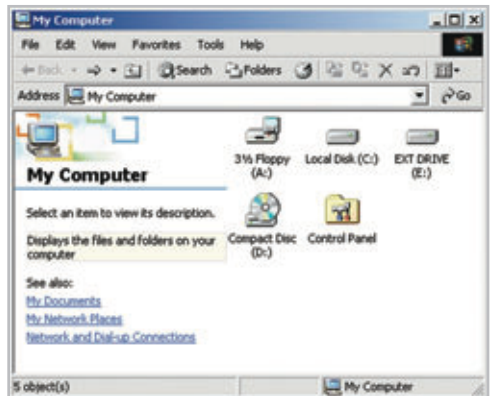 My Computer
File Edit View Favorites Tools Help
Back Search Folders
Address My Computer Go
My Computer
Select an item to view its description.
Displays the files and folders on your
computer
See also:
My Documents
My Network Places
Network and Dial-up Connections
3½ Floppy
(A:)
Local Disk (C:)
EXT DRIVE
(E:)
Compact Disc
(D:)
Control Panel
5 object(s) My Computer